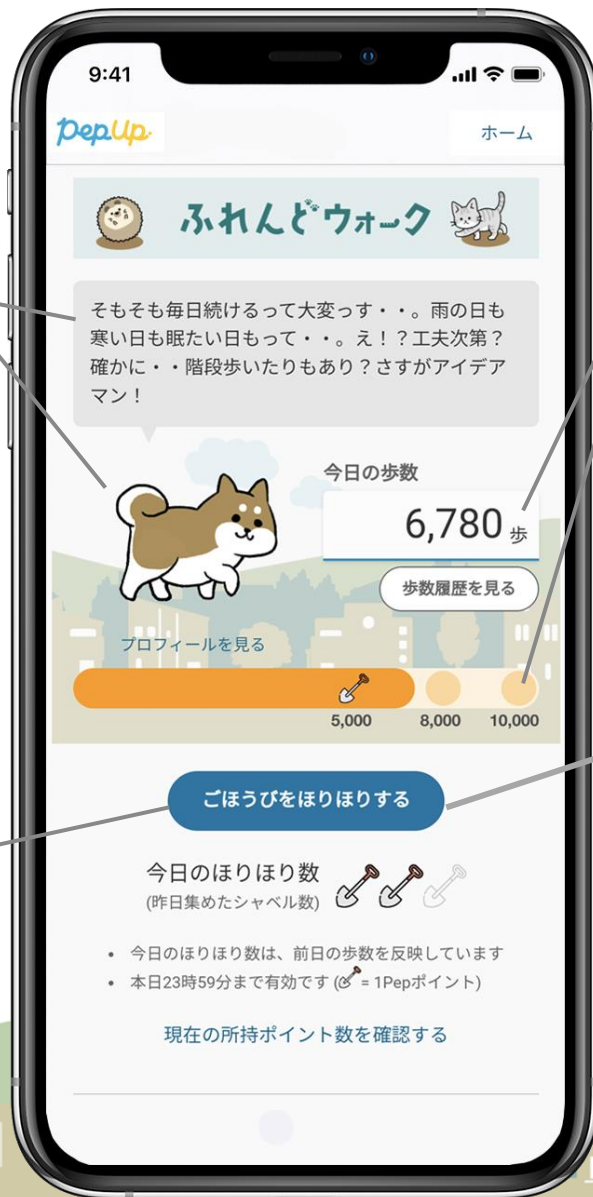 9:41
PepUp
ホーム
ふれんどウォーク
そもそも毎日続けるって大変っす・・。雨の日も
寒い日も眠たい日もって・・。え！？工夫次第？
確かに・・階段歩いたりもあり？さすがアイデア
マン！
今日の歩数
6,780 歩
歩数履歴を見る
プロフィールを見る
5,000 8,000 10,000
ごほうびをほりほりする
今日のほりほり数
(昨日集めたシャベル数)
• 今日のほりほり数は、前日の歩数を反映しています
• 本日23時59分まで有効です ( = 1Pepポイント)
現在の所持ポイント数を確認する